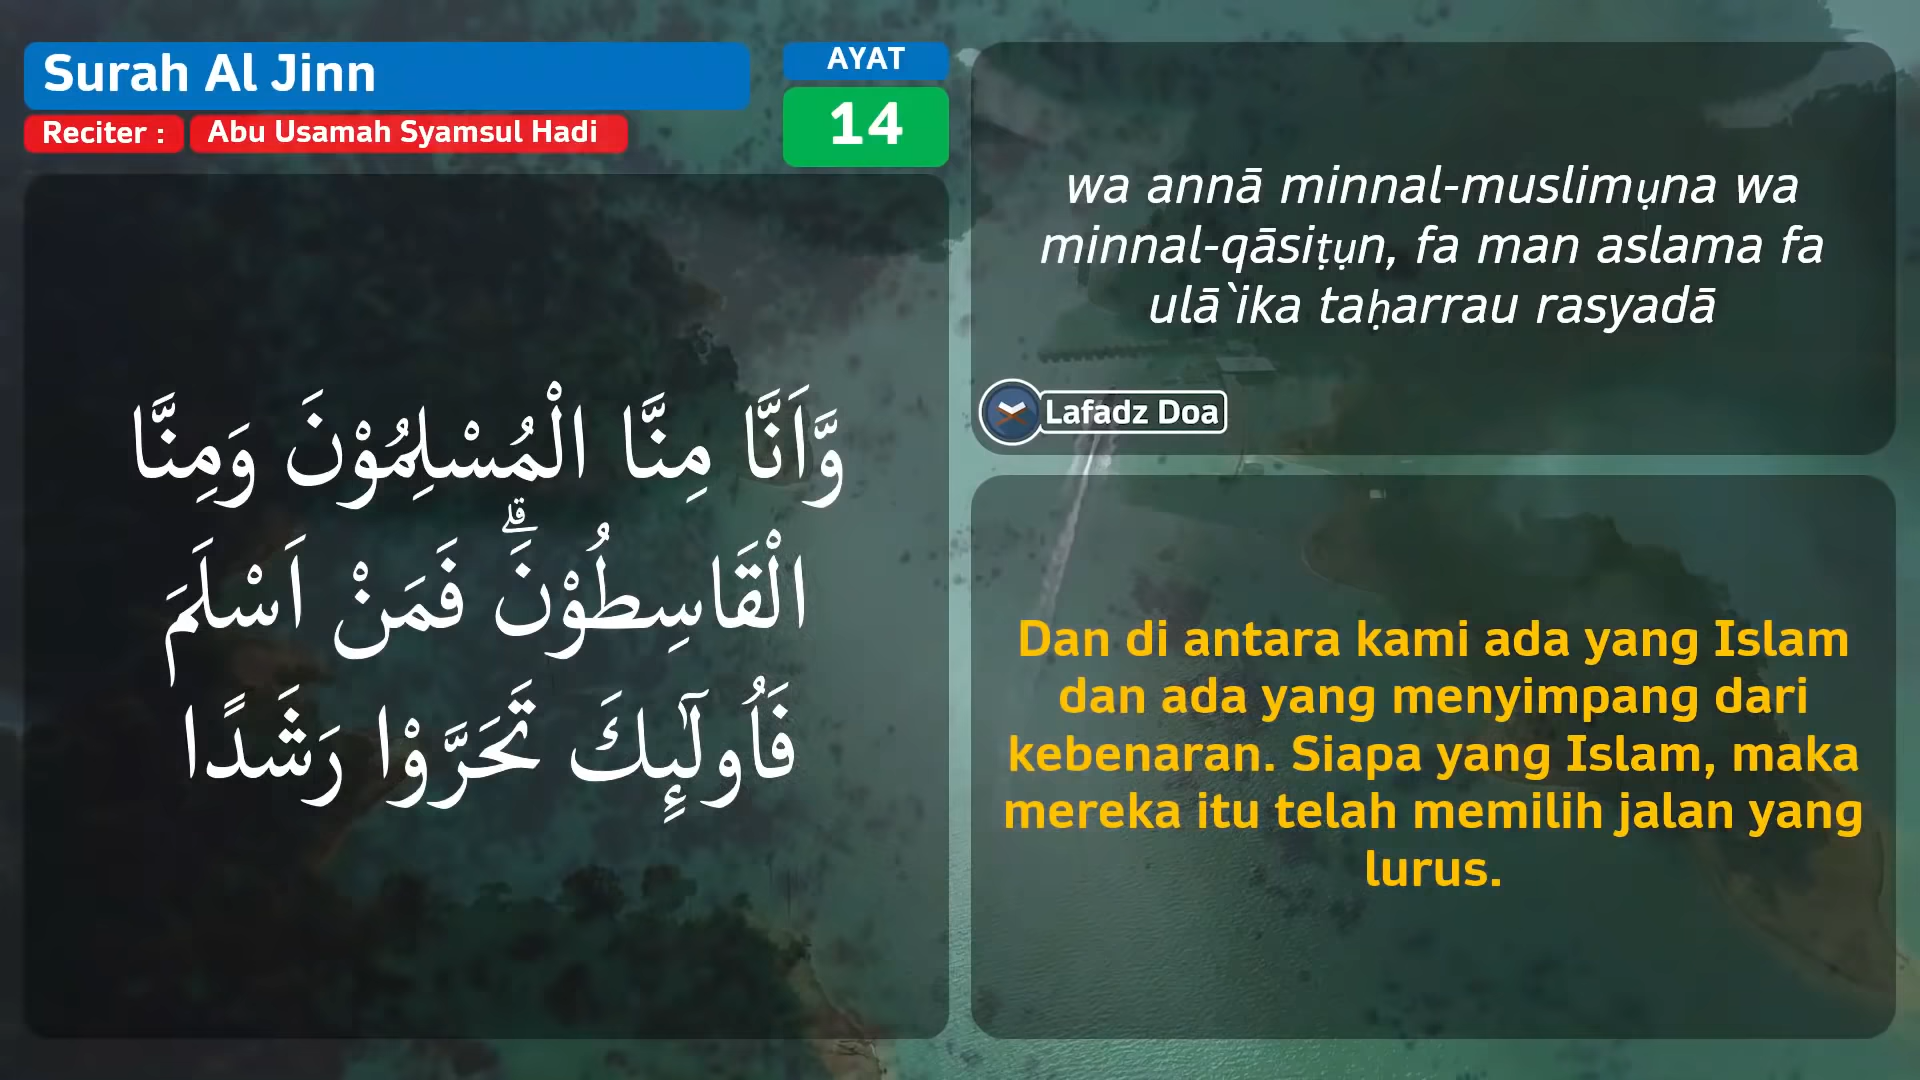 Surah Al Jinn
Reciter :
Abu Usamah Syamsul Hadi
AYAT
14
وَّاَنَّا مِنَّا الْمُسْلِمُوْنَ وَمِنَّا
الْقَاسِطُوْنَۗ فَمَنْ اَسْلَمَ
فَاُولٰۤىِٕكَ تَحَرَّوْا رَشَدًا
wa annā minnal-muslimụna wa
minnal-qāsiṭụn, fa man aslama fa
ulā`ika taḥarrau rasyadā
Lafadz Doa
Dan di antara kami ada yang Islam
dan ada yang menyimpang dari
kebenaran. Siapa yang Islam, maka
mereka itu telah memilih jalan yang
lurus.